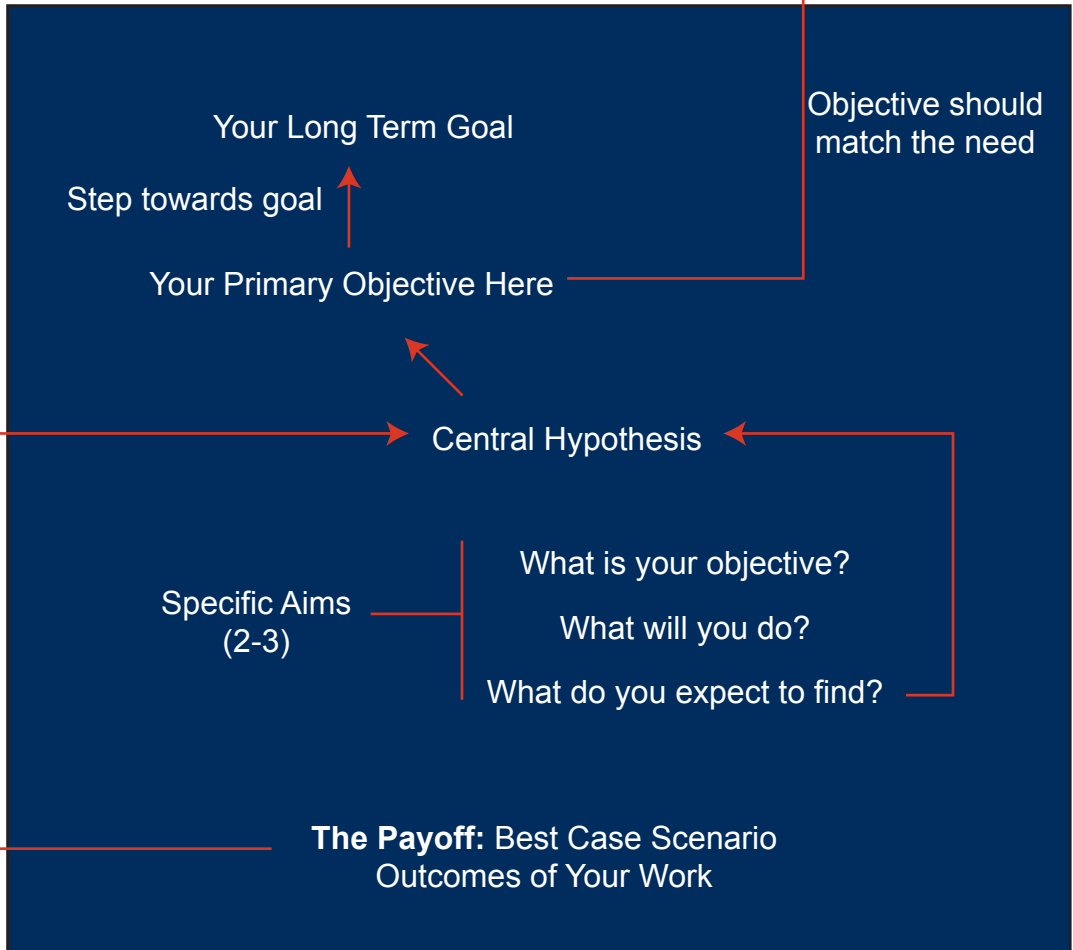 Objective should
match the need
Your Long Term Goal
Step towards goal
Your Primary Objective Here
Central Hypothesis
Specific Aims
(2-3)
What is your objective?
What will you do?
What do you expect to find?
The Payoff: Best Case Scenario
Outcomes of Your Work